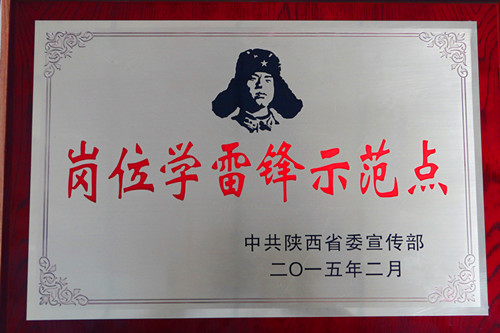 岗位学雷锋示范点
中共陕西省委宣传部
二〇一五年二月